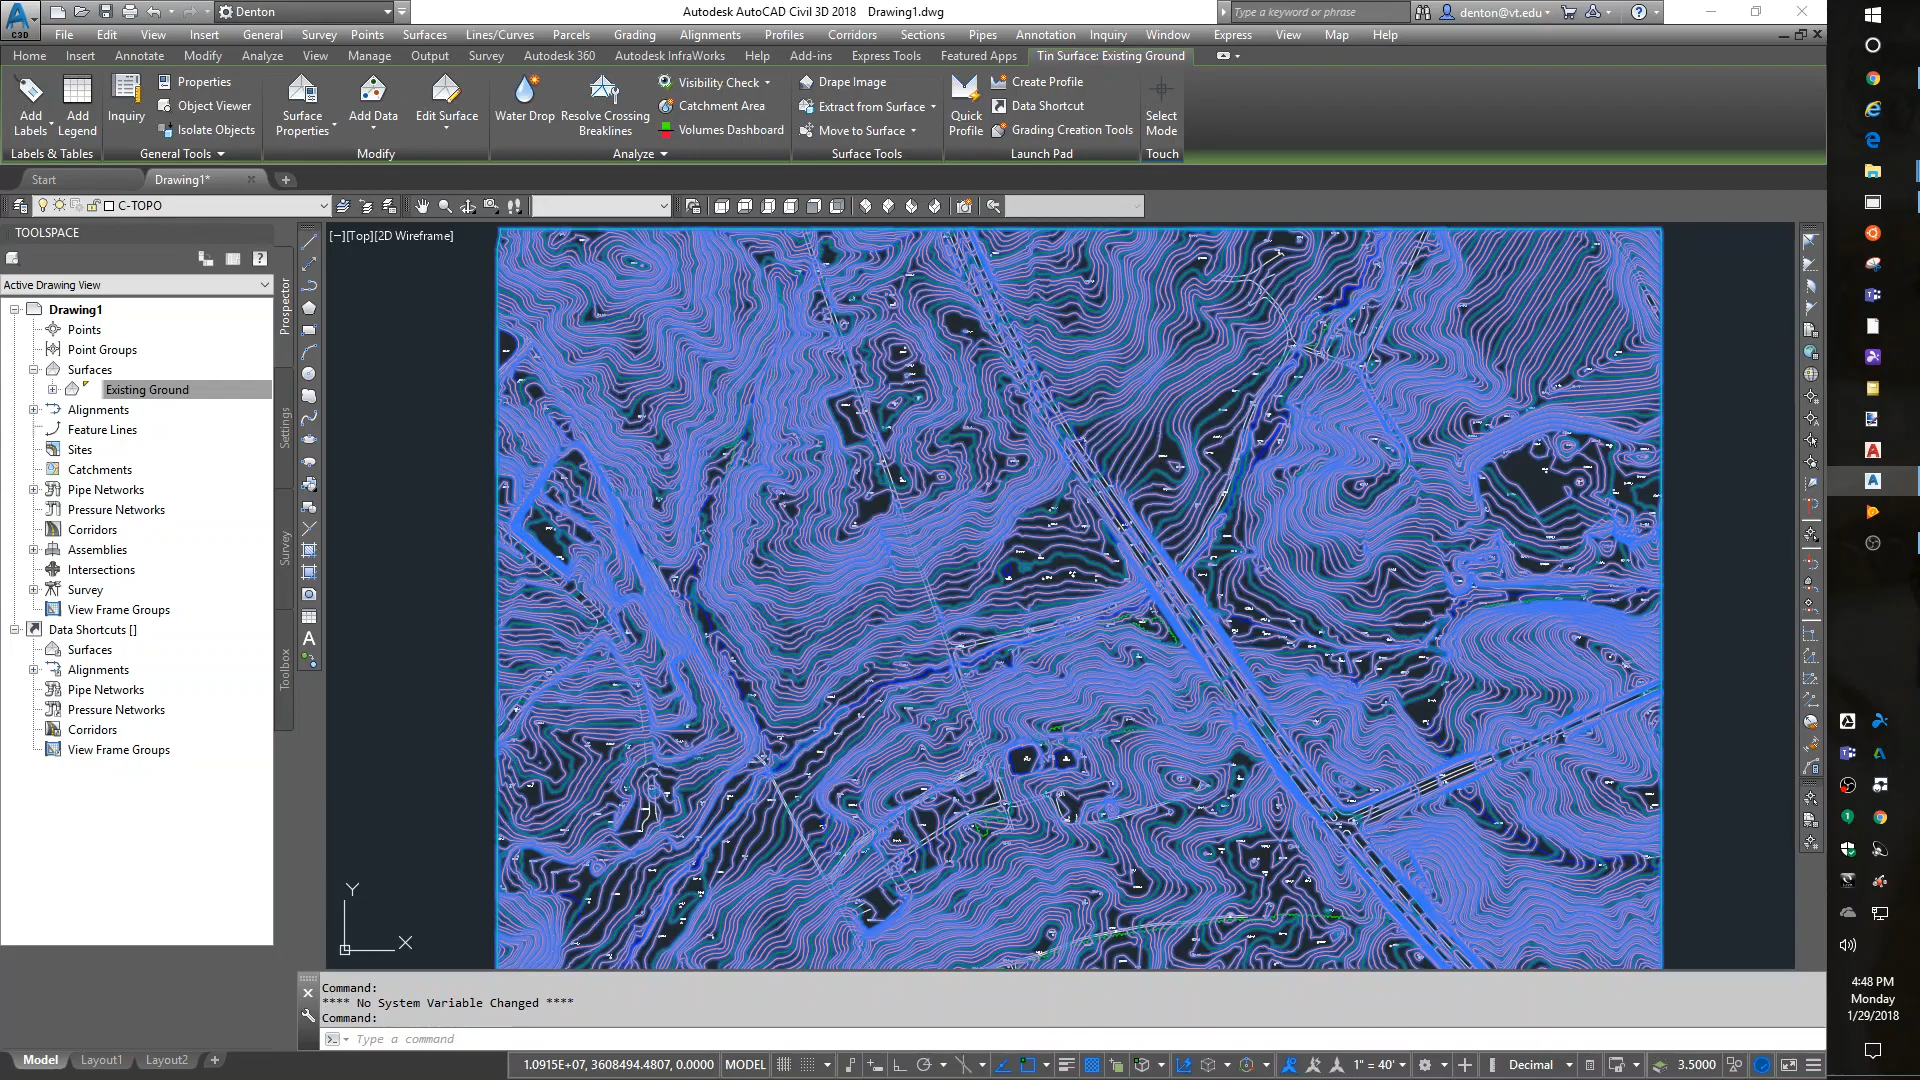 Denton
Autodesk AutoCAD Civil 3D 2018 Drawing1.dwg
Type a keyword or phrase
denton@vt.edu
C3D
File Edit View Insert General Survey Points Surfaces Lines/Curves Parcels Grading Alignments Profiles Corridors Sections Pipes Annotation Inquiry Window Express View Map Help
Home Insert Annotate Modify Analyze View Manage Output Survey Autodesk 360 Autodesk InfraWorks Help Add-ins Express Tools Featured Apps Tin Surface: Existing Ground
Add Labels
Add Legend
Labels & Tables
Inquiry
Properties
Object Viewer
Isolate Objects
General Tools
Surface Properties
Add Data
Edit Surface
Modify
Water Drop
Resolve Crossing Breaklines
Visibility Check
Catchment Area
Volumes Dashboard
Analyze
Drape Image
Extract from Surface
Move to Surface
Surface Tools
Quick Profile
Create Profile
Data Shortcut
Grading Creation Tools
Launch Pad
Select Mode
Touch
Start Drawing1*
C-TOPO
TOOLSPACE
Active Drawing View
Drawing1
Points
Point Groups
Surfaces
Existing Ground
Alignments
Feature Lines
Sites
Catchments
Pipe Networks
Pressure Networks
Corridors
Assemblies
Intersections
Survey
View Frame Groups
Data Shortcuts []
Surfaces
Alignments
Pipe Networks
Pressure Networks
Corridors
View Frame Groups
Prospector
Settings
Survey
Toolbox
[−][Top][2D Wireframe]
Y
X
Command:
**** No System Variable Changed ****
Command:
Type a command
Model Layout1 Layout2
1.0915E+07, 3608494.4807, 0.0000 MODEL 1" = 40' Decimal 3.5000
4:48 PM
Monday
1/29/2018